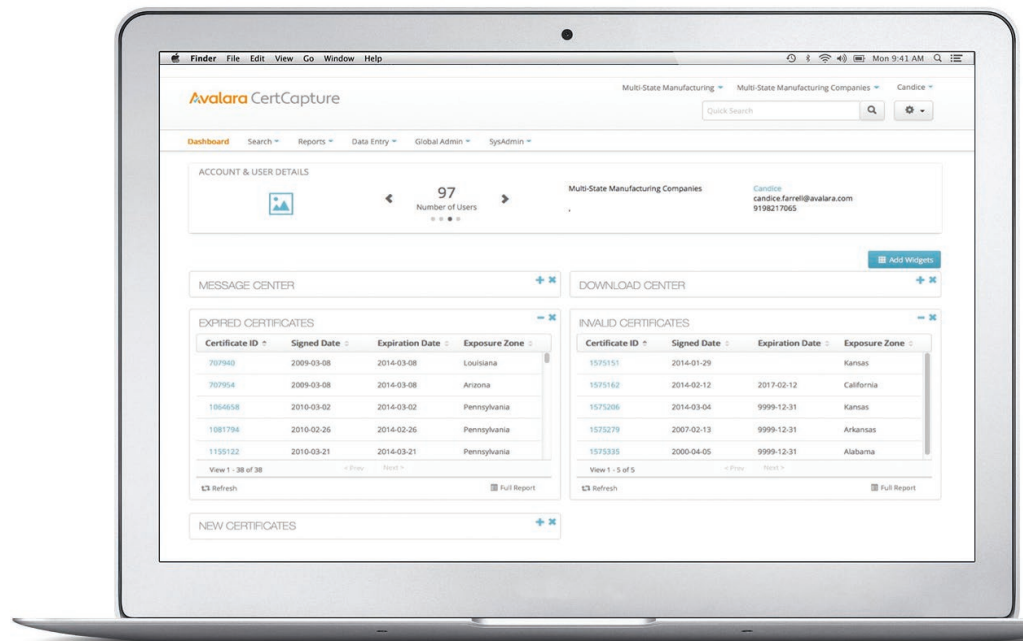 Finder File Edit View Go Window Help Mon 9:41 AM
Avalara CertCapture
Multi-State Manufacturing Multi-State Manufacturing Companies Candice
Quick Search
Dashboard Search Reports Data Entry Global Admin SysAdmin
ACCOUNT & USER DETAILS
97
Number of Users
Multi-State Manufacturing Companies
.
Candice
candice.farrell@avalara.com
9198217065
Add Widgets
MESSAGE CENTER
DOWNLOAD CENTER
EXPIRED CERTIFICATES
Certificate ID Signed Date Expiration Date Exposure Zone
707940 2009-03-08 2014-03-08 Louisiana
707954 2009-03-08 2014-03-08 Arizona
1064658 2010-03-02 2014-03-02 Pennsylvania
1081794 2010-02-26 2014-02-26 Pennsylvania
1155122 2010-03-21 2014-03-21 Pennsylvania
View 1 - 38 of 38 < Prev Next >
Refresh Full Report
INVALID CERTIFICATES
Certificate ID Signed Date Expiration Date Exposure Zone
1575151 2014-01-29 Kansas
1575162 2014-02-12 2017-02-12 California
1575206 2014-03-04 9999-12-31 Kansas
1575279 2007-02-13 9999-12-31 Arkansas
1575335 2000-04-05 9999-12-31 Alabama
View 1 - 5 of 5 < Prev Next >
Refresh Full Report
NEW CERTIFICATES